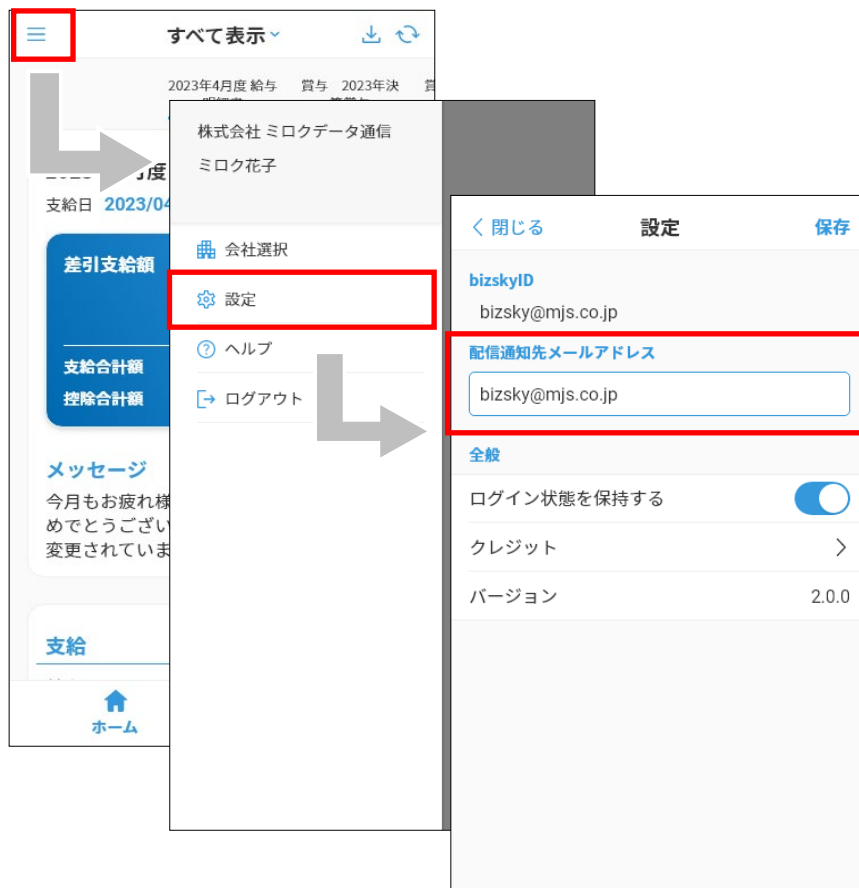 すべて表示
2023年4月度 給与
賞与 2023年決
支給日 2023/04
差引支給額
支給合計額
控除合計額
メッセージ
今月もお疲れ様
めでとうござい
変更されていま
支給
ホーム
株式会社 ミロクデータ通信
ミロク花子
会社選択
設定
ヘルプ
ログアウト
閉じる 設定 保存
bizskyID
bizsky@mjs.co.jp
配信通知先メールアドレス
bizsky@mjs.co.jp
全般
ログイン状態を保持する
クレジット
バージョン 2.0.0